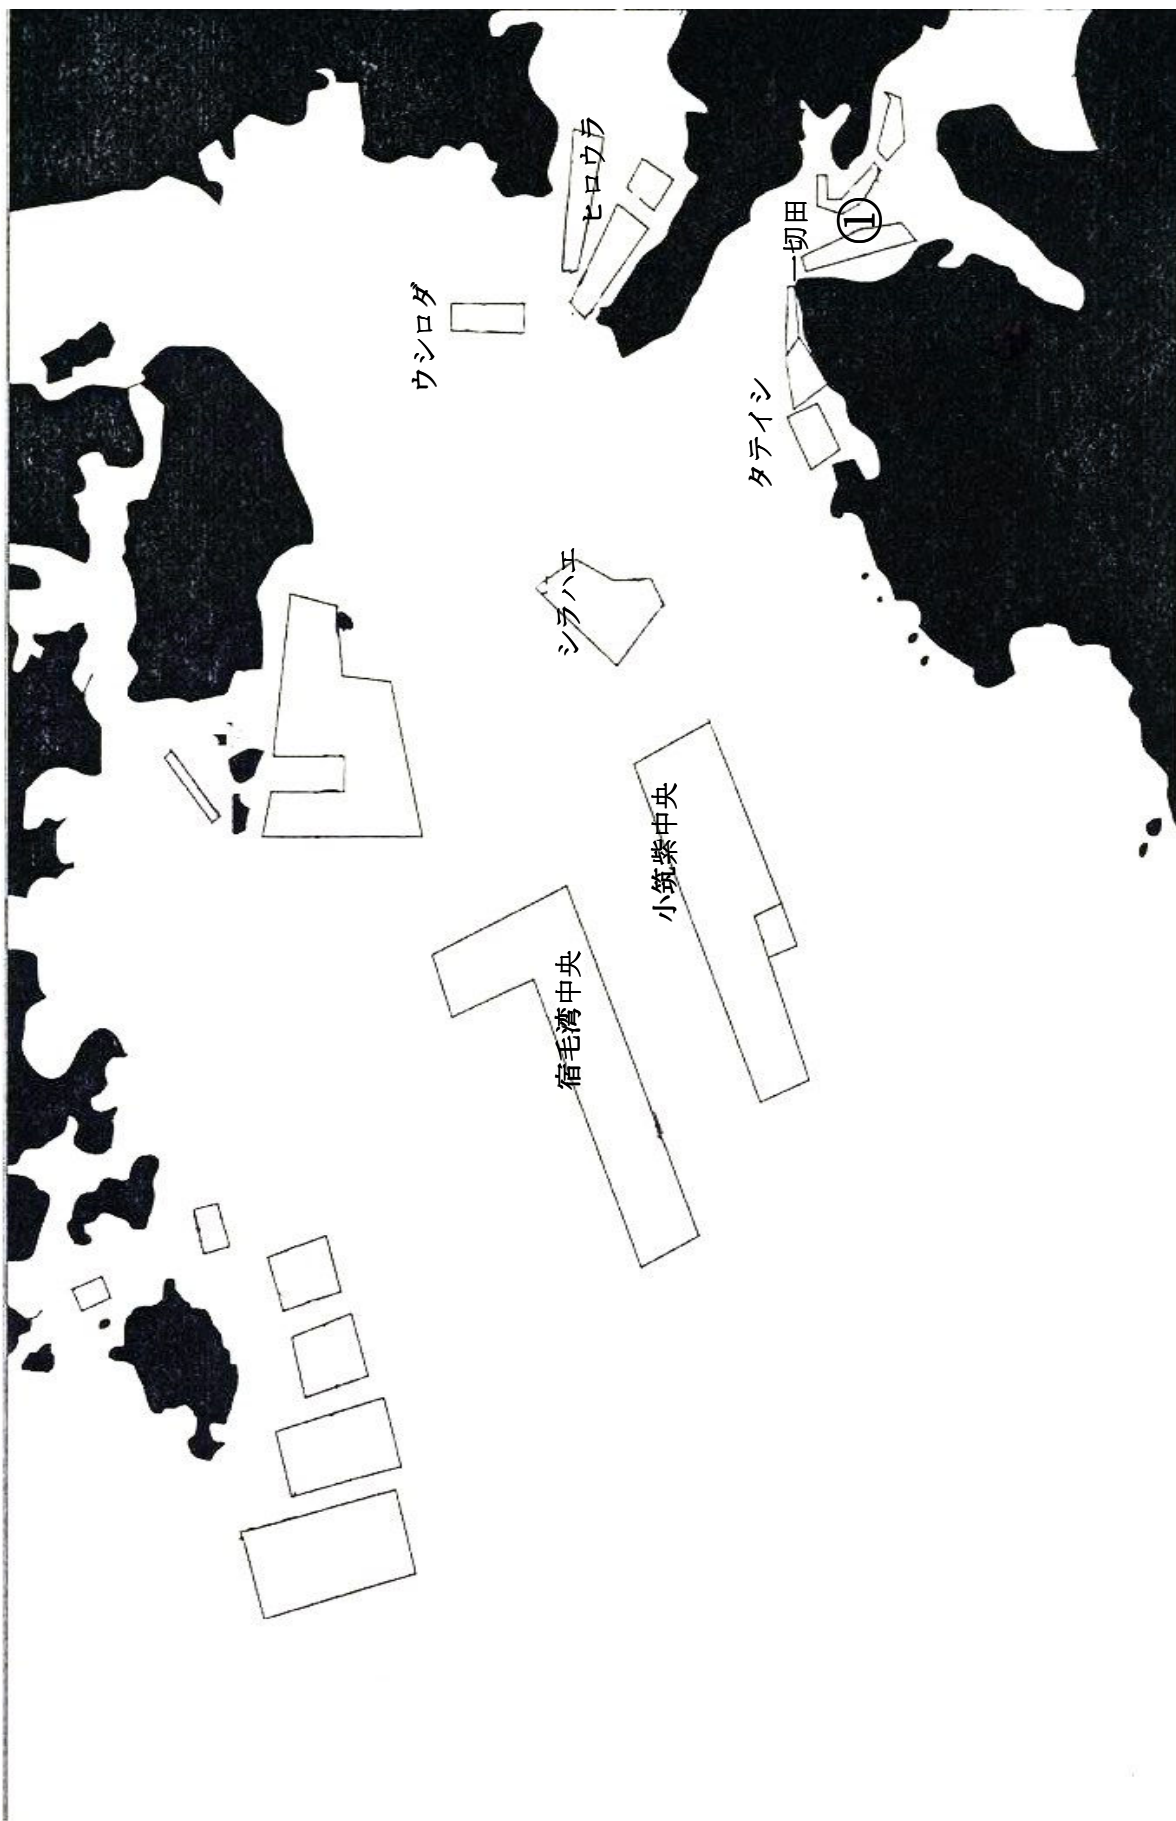 ヒロウラ
一切田
①
ウシロダ
タテイシ
シラハエ
小筑紫中央
宿毛湾中央